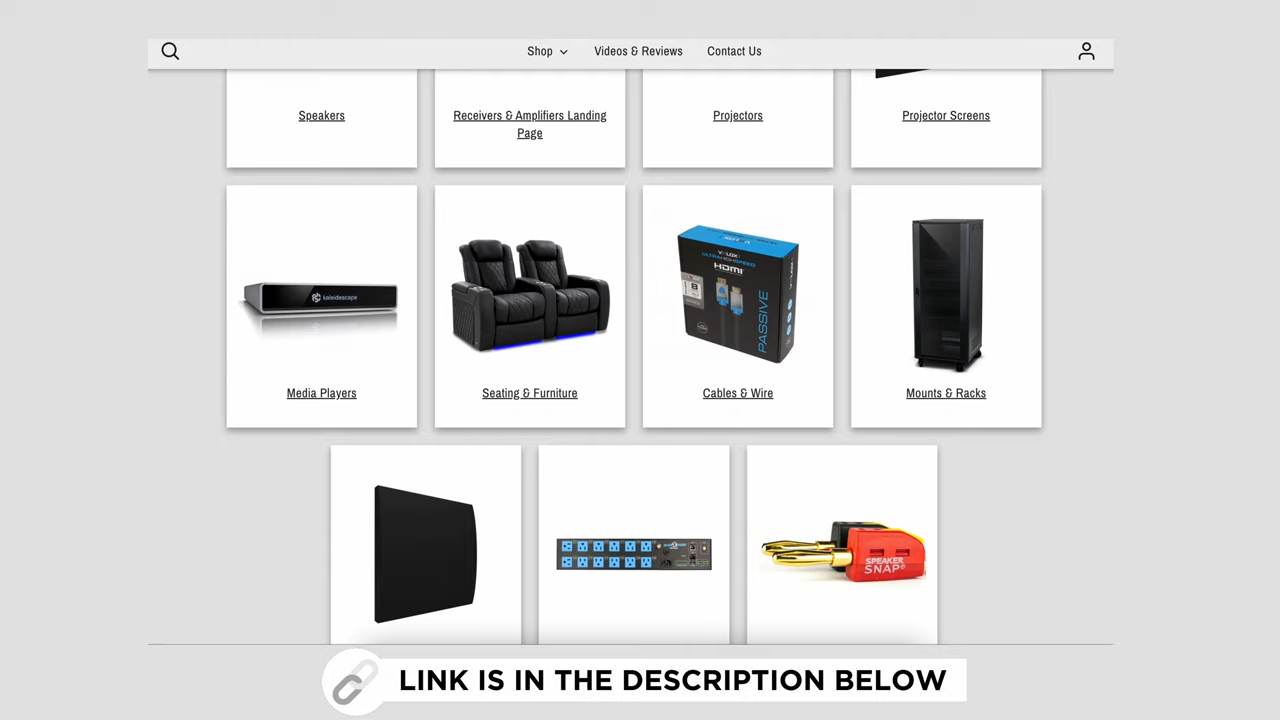 Shop
Videos & Reviews
Contact Us
Speakers
Receivers & Amplifiers Landing
Page
Projectors
Projector Screens
kaleidescape
HDMI
PASSIVE
Media Players
Seating & Furniture
Cables & Wire
Mounts & Racks
SPEAKER
SNAP®
LINK IS IN THE DESCRIPTION BELOW